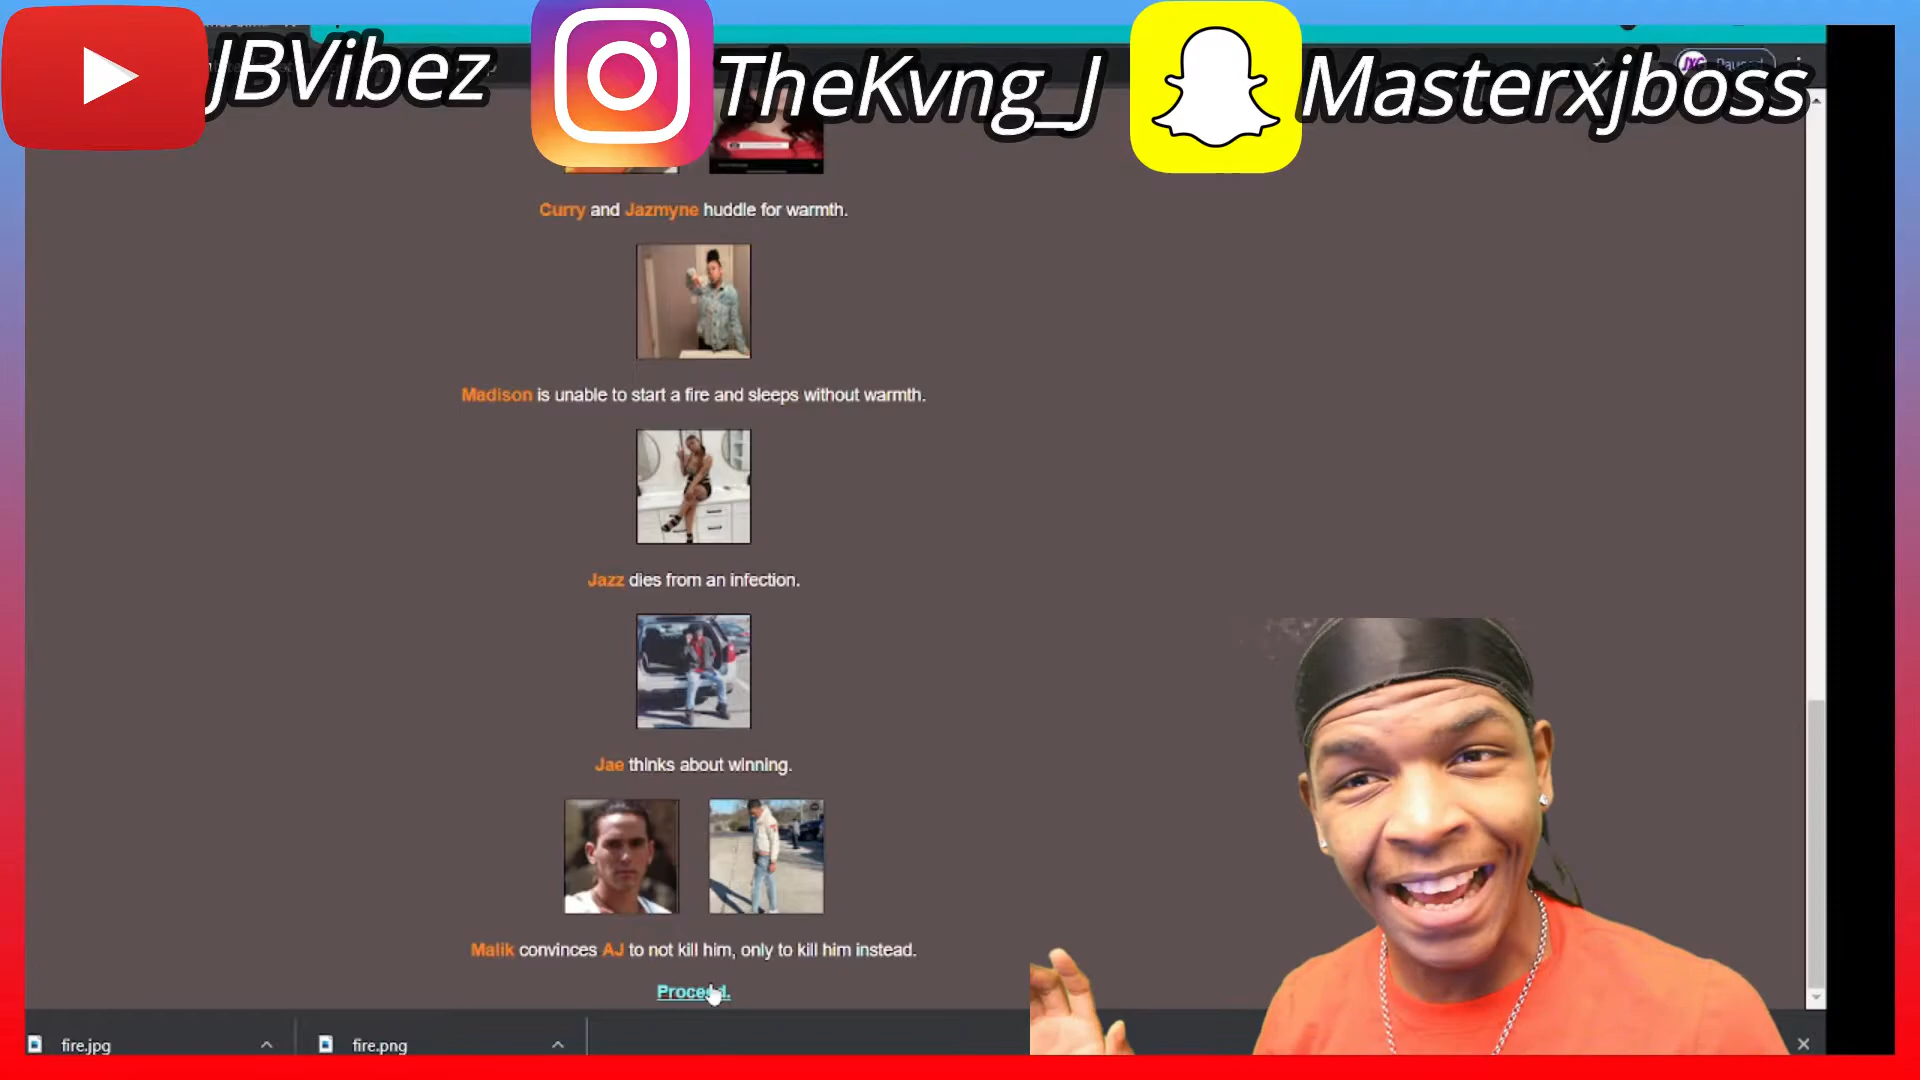 JBVibez
TheKvng_J
Masterxjboss
Paused
Curry and Jazmyne huddle for warmth.
Madison is unable to start a fire and sleeps without warmth.
Jazz dies from an infection.
Jae thinks about winning.
Malik convinces AJ to not kill him, only to kill him instead.
Proceed.
fire.jpg
fire.png